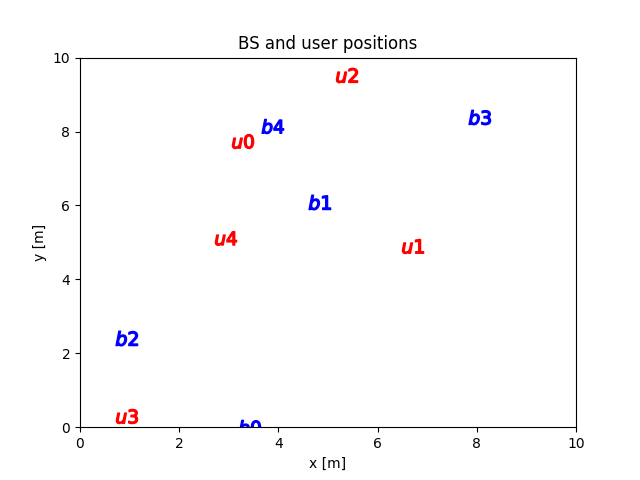 BS and user positions
10
u2
b3
8
b4
u0
6
b1
y [m]
u4
u1
4
b2
2
u3
b0
0
0 2 4 6 8 10
x [m]